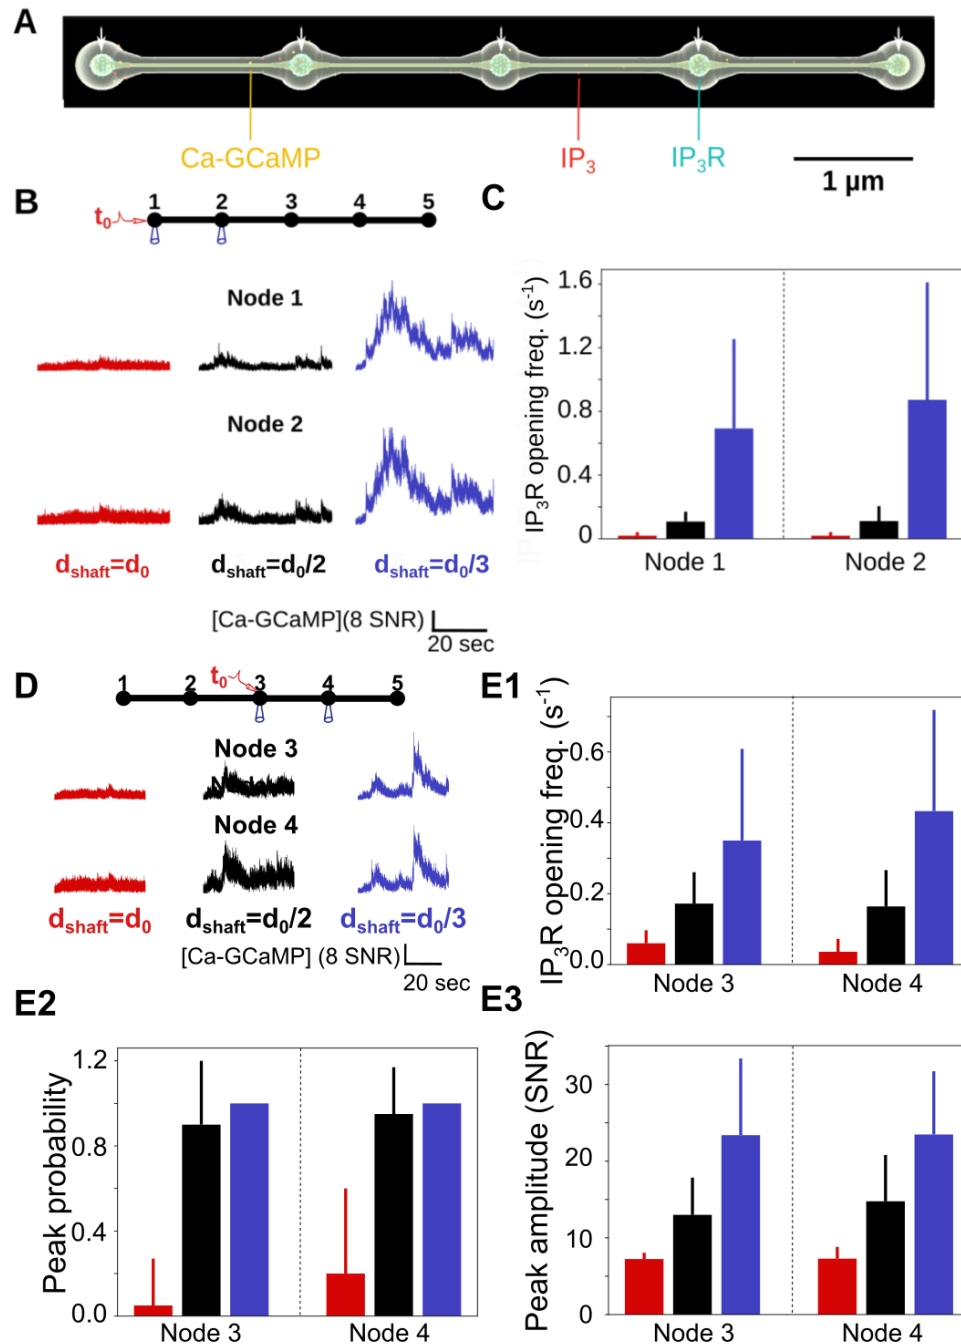 A
Ca-GCaMP
IP3
IP3R
1 µm
B
t0
1 2 3 4 5
Node 1
Node 2
dshaft=d0
dshaft=d0/2
dshaft=d0/3
[Ca-GCaMP](8 SNR)
20 sec
C
IP3R opening freq. (s-1)
1.6
1.2
0.8
0.4
0
Node 1
Node 2
D
t0
1 2 3 4 5
Node 3
Node 4
dshaft=d0
dshaft=d0/2
dshaft=d0/3
[Ca-GCaMP] (8 SNR)
20 sec
E1
IP3R opening freq. (s-1)
0.6
0.4
0.2
0.0
Node 3
Node 4
E2
Peak probability
1.2
0.8
0.4
0.0
Node 3
Node 4
E3
Peak amplitude (SNR)
30
20
10
0
Node 3
Node 4